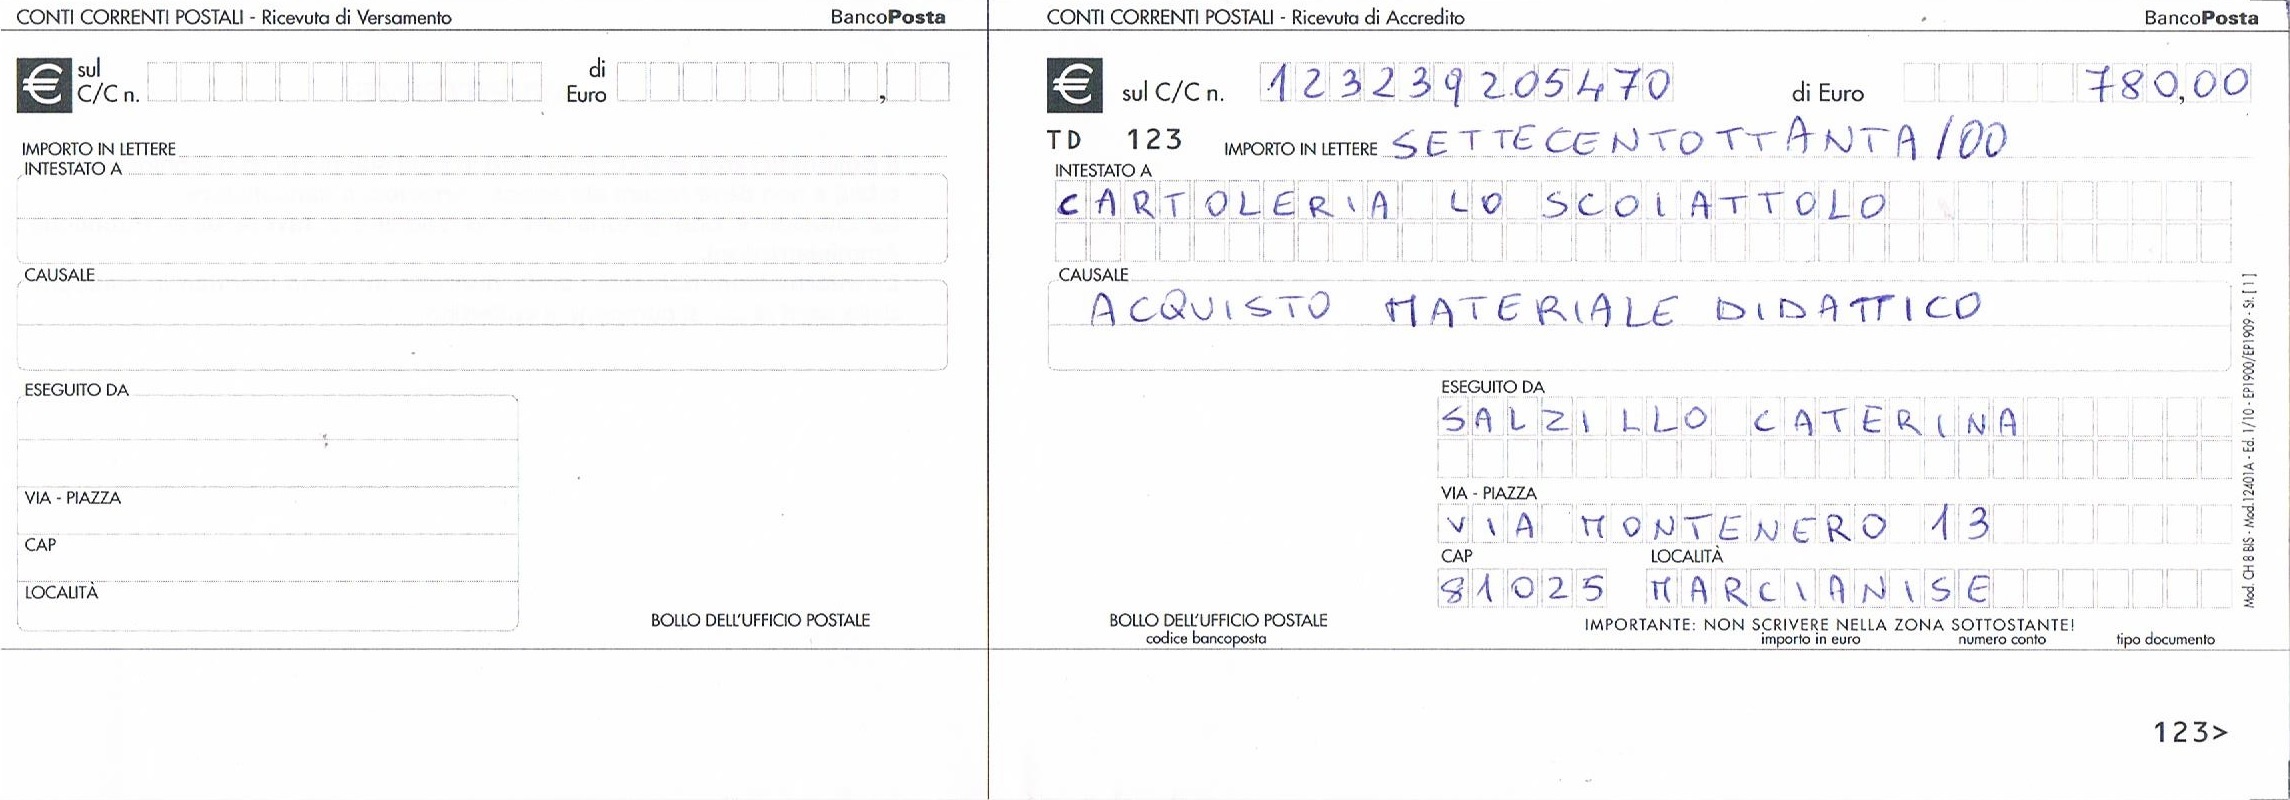 CONTI CORRENTI POSTALI - Ricevuta di Versamento BancoPosta
€ sul C/C n. di Euro ,
IMPORTO IN LETTERE
INTESTATO A
CAUSALE
ESEGUITO DA
VIA - PIAZZA
CAP
LOCALITÀ
BOLLO DELL'UFFICIO POSTALE
CONTI CORRENTI POSTALI - Ricevuta di Accredito BancoPosta
€ sul C/C n. 123239205470 di Euro 780,00
TD 123 IMPORTO IN LETTERE SETTECENTOTTANTA/00
INTESTATO A
CARTOLERIA LO SCOIATTOLO
CAUSALE
ACQUISTO MATERIALE DIDATTICO
ESEGUITO DA
SALZILLO CATERINA
VIA - PIAZZA
VIA MONTENERO 13
CAP LOCALITÀ
81025 MARCIANISE
BOLLO DELL'UFFICIO POSTALE IMPORTANTE: NON SCRIVERE NELLA ZONA SOTTOSTANTE!
codice bancoposta importo in euro numero conto tipo documento
123>
Mod. CH 8 BIS - Mod.12401A - Ed. 1/10 - EP1900/EP1909 - St. [1]